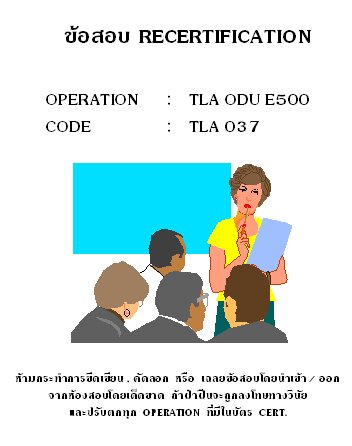 ข้อสอบ RECERTIFICATION
OPERATION : TLA ODU E500
CODE : TLA 037
ห้ามกระทำการขีดเขียน , คัดลอก หรือ เฉลยข้อสอบโดยนำเข้า / ออก
จากห้องสอบโดยเด็ดขาด ถ้าฝ่าฝืนจะถูกลงโทษทางวินัย
และปรับตกทุก OPERATION ที่มีในบัตร CERT.